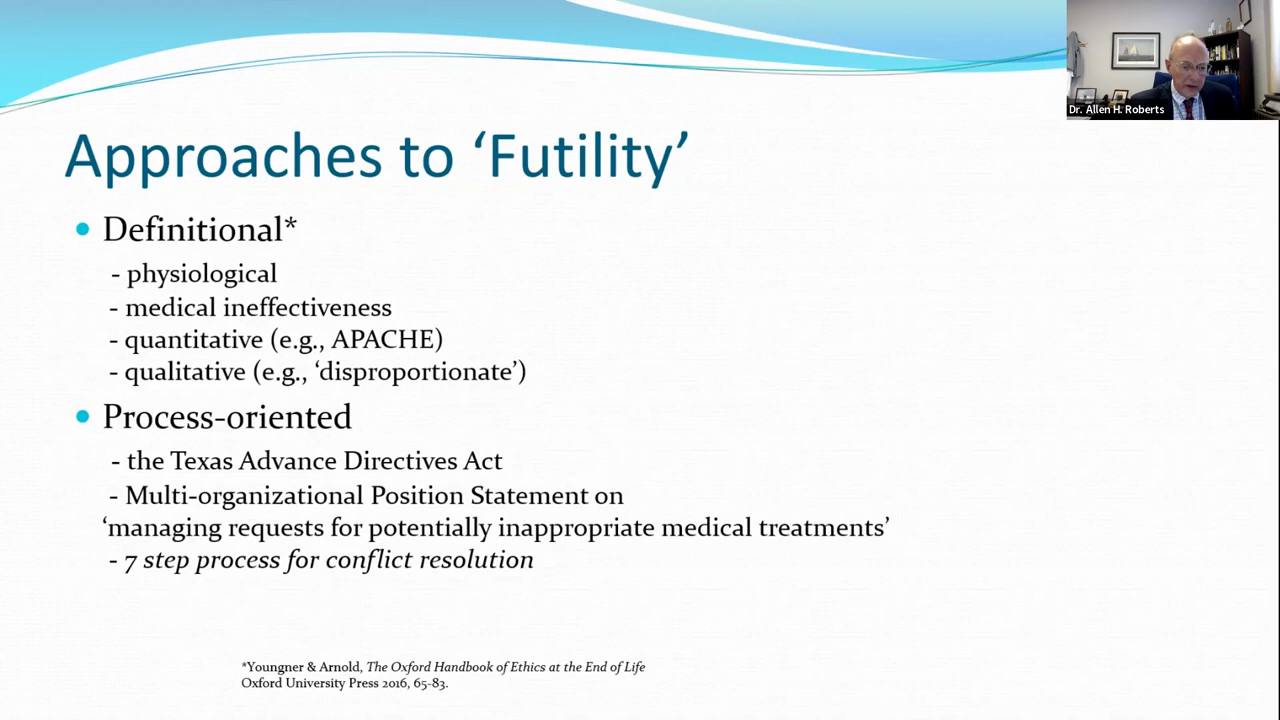 Dr. Allen H. Roberts
Approaches to ‘Futility’
• Definitional*
- physiological
- medical ineffectiveness
- quantitative (e.g., APACHE)
- qualitative (e.g., ‘disproportionate’)
• Process-oriented
- the Texas Advance Directives Act
- Multi-organizational Position Statement on
‘managing requests for potentially inappropriate medical treatments’
- 7 step process for conflict resolution
*Youngner & Arnold, The Oxford Handbook of Ethics at the End of Life
Oxford University Press 2016, 65-83.